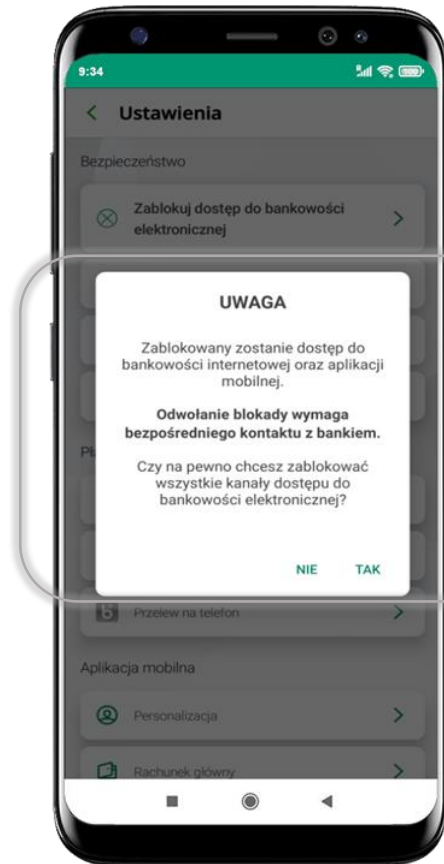 9:34
Ustawienia
Bezpieczeństwo
Zablokuj dostęp do bankowości
elektronicznej
UWAGA
Zablokowany zostanie dostęp do
bankowości internetowej oraz aplikacji
mobilnej.
Odwołanie blokady wymaga
bezpośredniego kontaktu z bankiem.
Czy na pewno chcesz zablokować
wszystkie kanały dostępu do
bankowości elektronicznej?
NIE TAK
Przelew na telefon
Aplikacja mobilna
Personalizacja
Rachunek główny